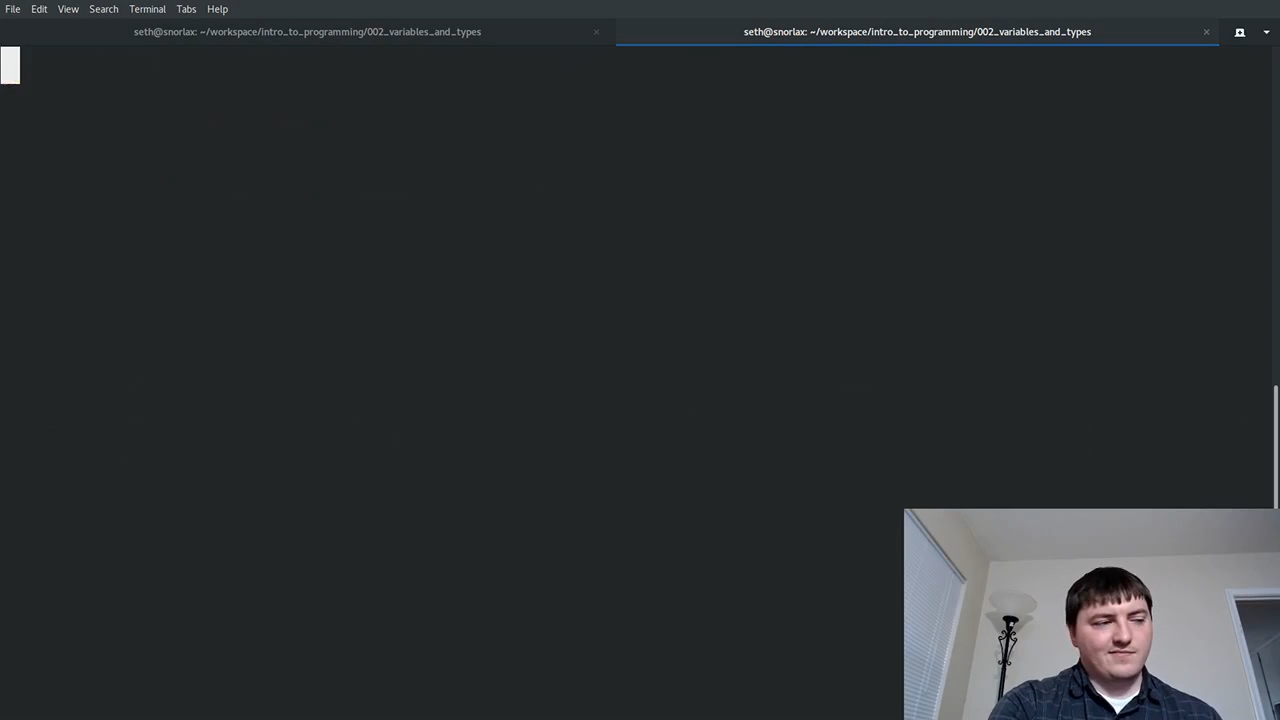 File Edit View Search Terminal Tabs Help
seth@snorlax: ~/workspace/intro_to_programming/002_variables_and_types
seth@snorlax: ~/workspace/intro_to_programming/002_variables_and_types